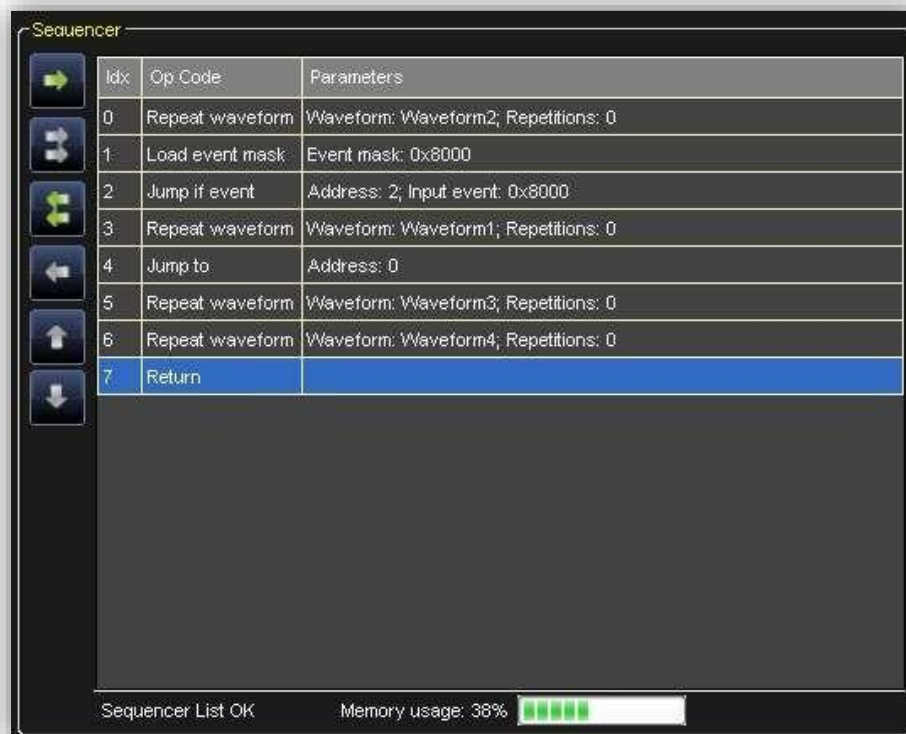 Sequencer
Idx Op Code Parameters
0 Repeat waveform Waveform: Waveform2; Repetitions: 0
1 Load event mask Event mask: 0x8000
2 Jump if event Address: 2; Input event: 0x8000
3 Repeat waveform Waveform: Waveform1; Repetitions: 0
4 Jump to Address: 0
5 Repeat waveform Waveform: Waveform3; Repetitions: 0
6 Repeat waveform Waveform: Waveform4; Repetitions: 0
7 Return
Sequencer List OK Memory usage: 38%